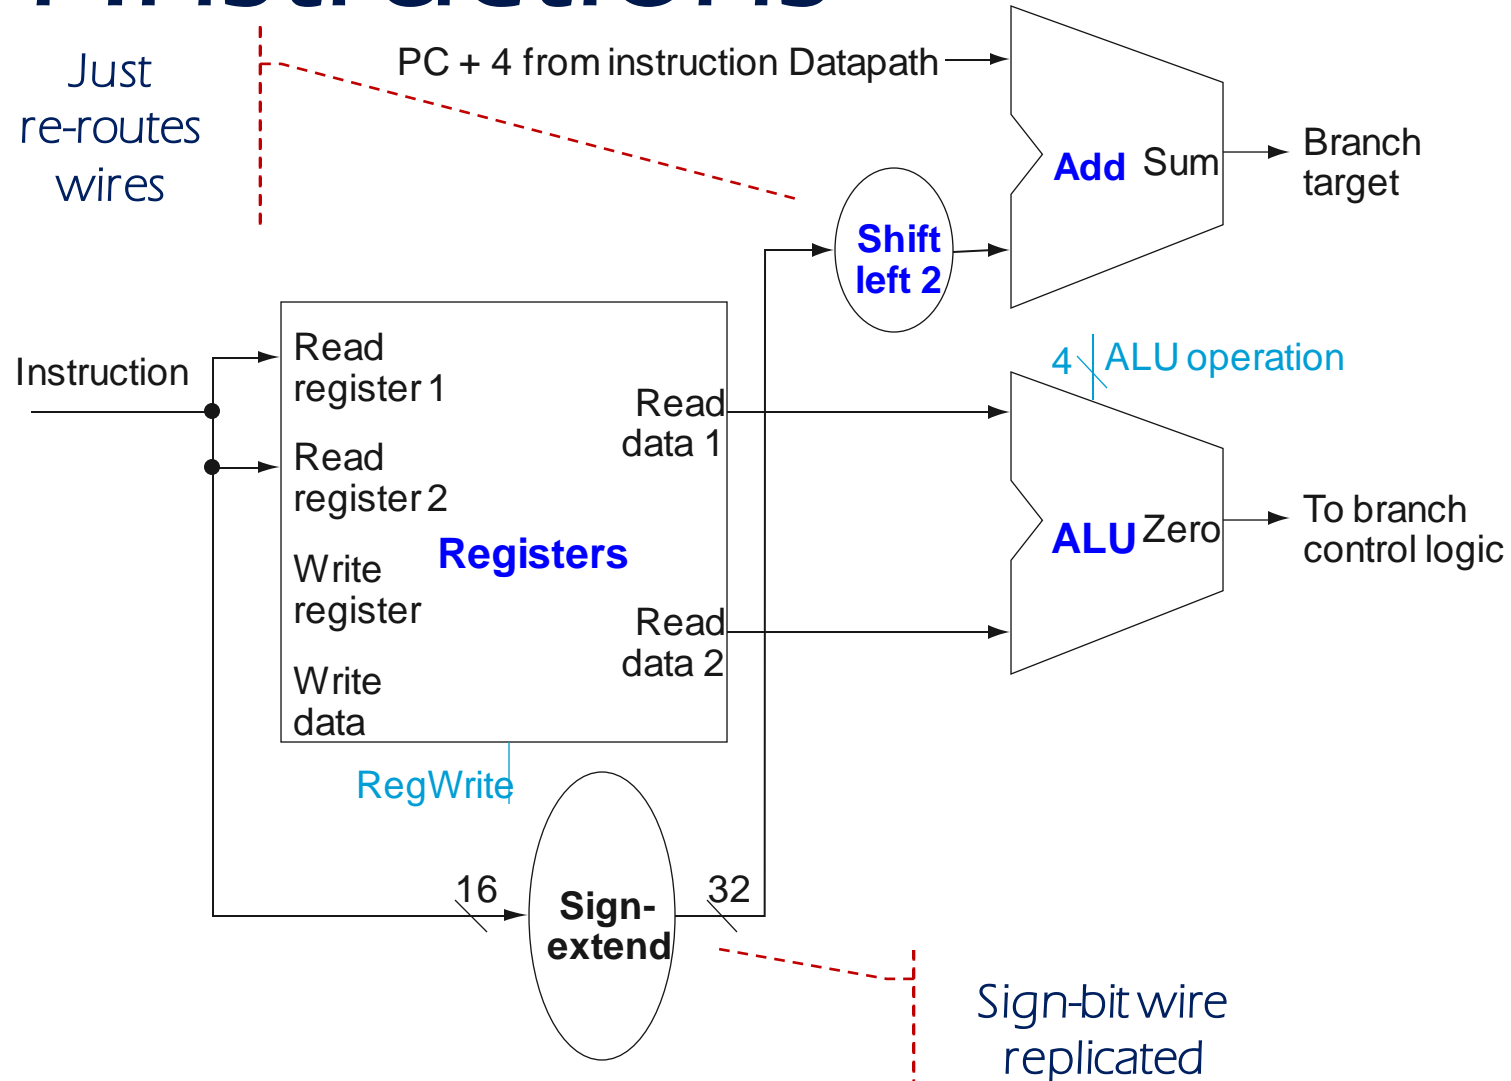 Just
re-routes
wires
PC + 4 from instruction Datapath
Add Sum
Branch
target
Shift
left 2
Instruction
Read
register 1
Read
register 2
Write
register
Write
data
Registers
Read
data 1
Read
data 2
RegWrite
4
ALU operation
ALU Zero
To branch
control logic
16
Sign-
extend
32
Sign-bit wire
replicated